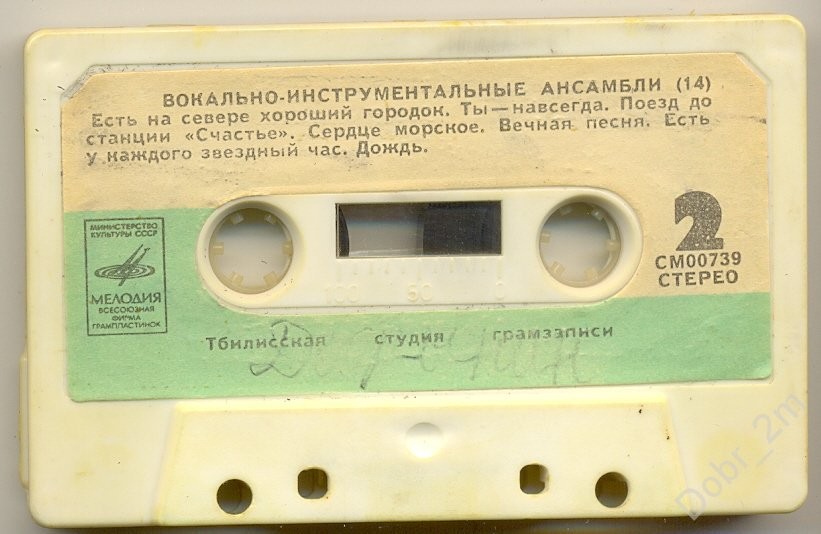 ВОКАЛЬНО-ИНСТРУМЕНТАЛЬНЫЕ АНСАМБЛИ (14)
Есть на севере хороший городок. Ты—навсегда. Поезд до
станции «Счастье». Сердце морское. Вечная песня. Есть
у каждого звездный час. Дождь.
МИНИСТЕРСТВО
КУЛЬТУРЫ СССР
МЕЛОДИЯ
ВСЕСОЮЗНАЯ
ФИРМА
ГРАМПЛАСТИНОК
2
СМ00739
СТЕРЕО
100 50 0
Тбилисская студия грамзаписи
Dobr_2m